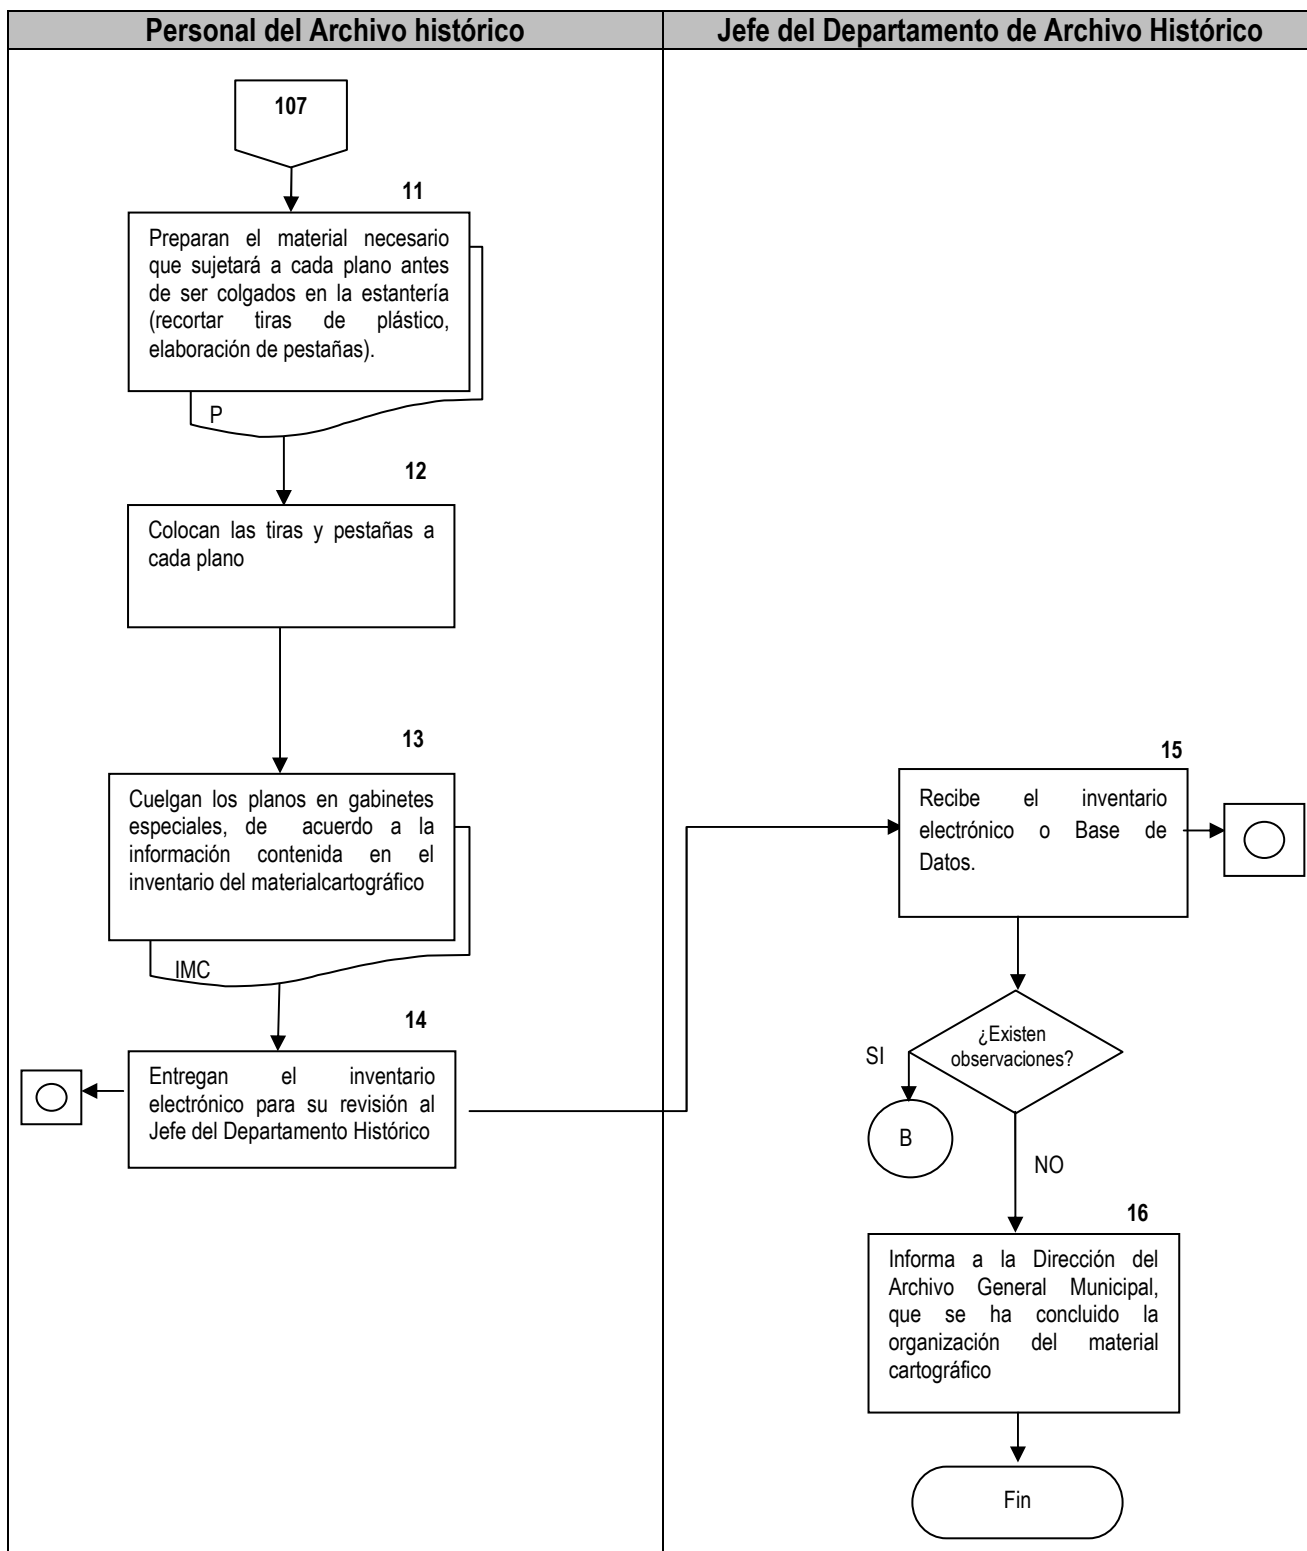 Personal del Archivo histórico
Jefe del Departamento de Archivo Histórico
107
11
Preparan el material necesario
que sujetará a cada plano antes
de ser colgados en la estantería
(recortar tiras de plástico,
elaboración de pestañas).
P
12
Colocan las tiras y pestañas a
cada plano
13
Cuelgan los planos en gabinetes
especiales, de acuerdo a la
información contenida en el
inventario del materialcartográfico
IMC
14
Entregan el inventario
electrónico para su revisión al
Jefe del Departamento Histórico
15
Recibe el inventario
electrónico o Base de
Datos.
¿Existen
observaciones?
SI
B
NO
16
Informa a la Dirección del
Archivo General Municipal,
que se ha concluido la
organización del material
cartográfico
Fin